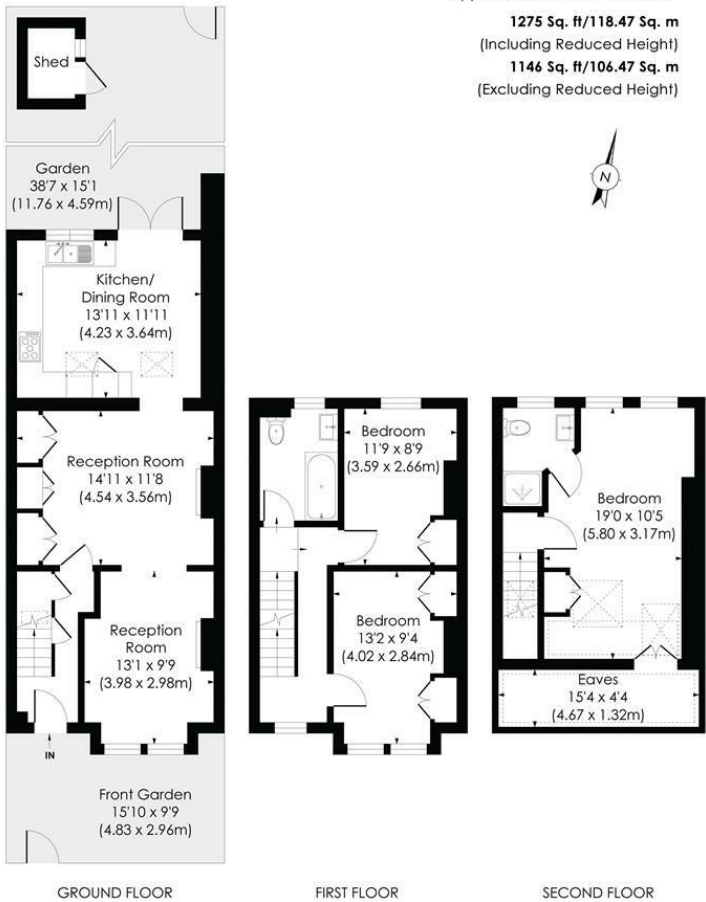 1275 Sq. ft/118.47 Sq. m
(Including Reduced Height)
1146 Sq. ft/106.47 Sq. m
(Excluding Reduced Height)
N
Shed
Garden
38'7 x 15'1
(11.76 x 4.59m)
Kitchen/
Dining Room
13'11 x 11'11
(4.23 x 3.64m)
Reception Room
14'11 x 11'8
(4.54 x 3.56m)
Reception
Room
13'1 x 9'9
(3.98 x 2.98m)
IN
Front Garden
15'10 x 9'9
(4.83 x 2.96m)
GROUND FLOOR
Bedroom
11'9 x 8'9
(3.59 x 2.66m)
Bedroom
13'2 x 9'4
(4.02 x 2.84m)
FIRST FLOOR
Bedroom
19'0 x 10'5
(5.80 x 3.17m)
Eaves
15'4 x 4'4
(4.67 x 1.32m)
SECOND FLOOR